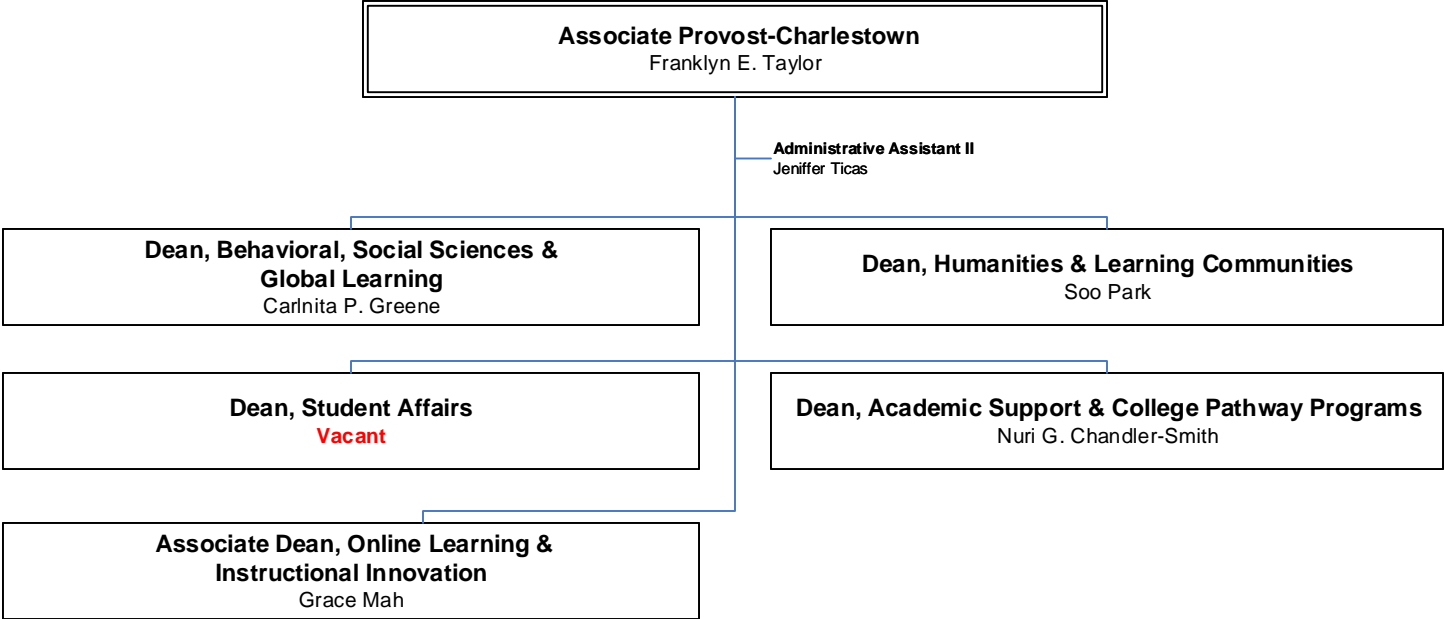 Associate Provost-Charlestown
Franklyn E. Taylor
Administrative Assistant II
Jeniffer Ticas
Dean, Behavioral, Social Sciences &
Global Learning
Carlnita P. Greene
Dean, Humanities & Learning Communities
Soo Park
Dean, Student Affairs
Vacant
Dean, Academic Support & College Pathway Programs
Nuri G. Chandler-Smith
Associate Dean, Online Learning &
Instructional Innovation
Grace Mah